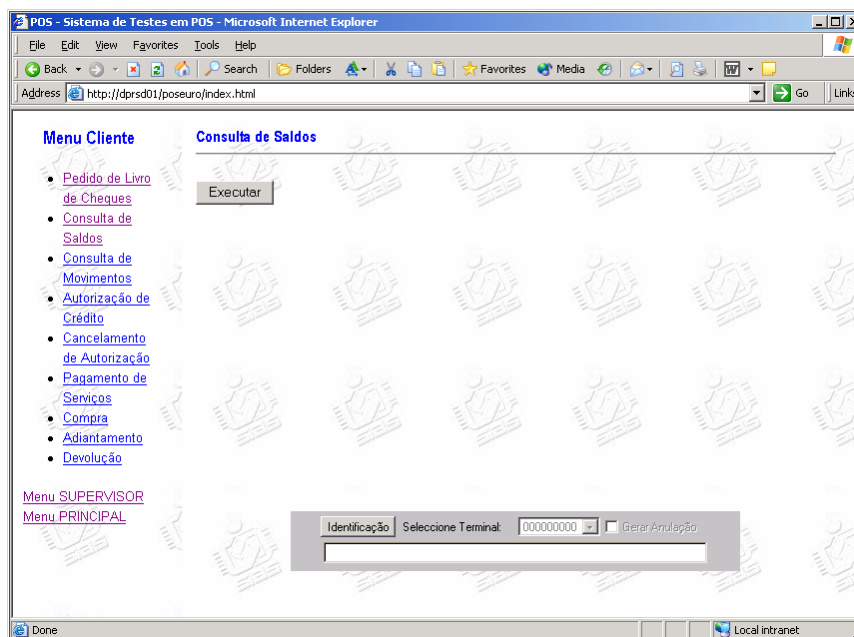 POS - Sistema de Testes em POS - Microsoft Internet Explorer
File Edit View Favorites Tools Help
Back Search Folders Favorites Media
Address http://dprsd01/poseuro/index.html Go Links
Menu Cliente
Consulta de Saldos
Executar
Pedido de Livro
de Cheques
Consulta de
Saldos
Consulta de
Movimentos
Autorização de
Crédito
Cancelamento
de Autorização
Pagamento de
Serviços
Compra
Adiantamento
Devolução
Menu SUPERVISOR
Menu PRINCIPAL
Identificação Seleccione Terminal: 000000000 Gerar Anulação
Done Local intranet